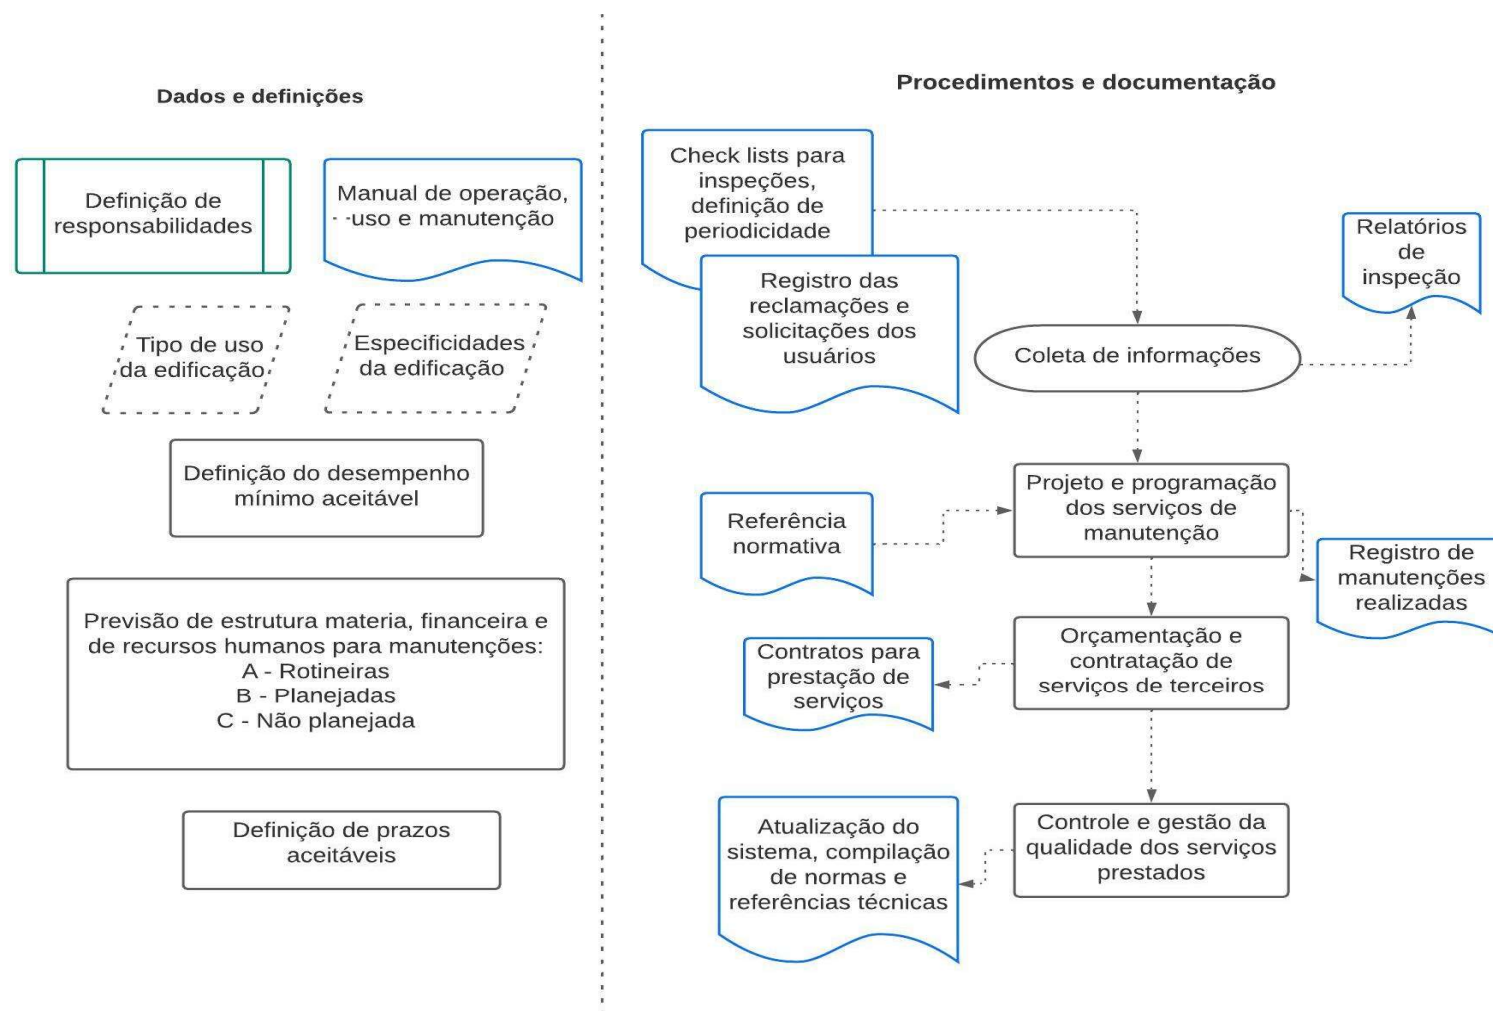 Dados e definições
Definição de
responsabilidades
Manual de operação,
uso e manutenção
Tipo de uso
da edificação
Especificidades
da edificação
Definição do desempenho
mínimo aceitável
Previsão de estrutura materia, financeira e
de recursos humanos para manutenções:
A - Rotineiras
B - Planejadas
C - Não planejada
Definição de prazos
aceitáveis
Procedimentos e documentação
Check lists para
inspeções,
definição de
periodicidade
Registro das
reclamações e
solicitações dos
usuários
Coleta de informações
Relatórios
de
inspeção
Projeto e programação
dos serviços de
manutenção
Referência
normativa
Registro de
manutenções
realizadas
Orçamentação e
contratação de
serviços de terceiros
Contratos para
prestação de
serviços
Controle e gestão da
qualidade dos serviços
prestados
Atualização do
sistema, compilação
de normas e
referências técnicas